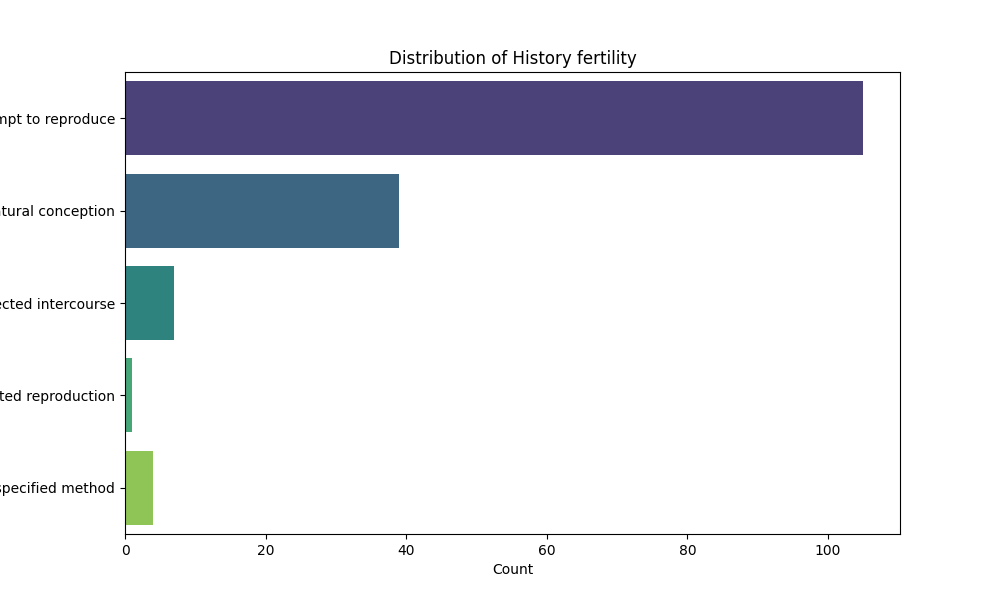 Distribution of History fertility
mpt to reproduce
tural conception
cted intercourse
ted reproduction
specified method
0 20 40 60 80 100
Count